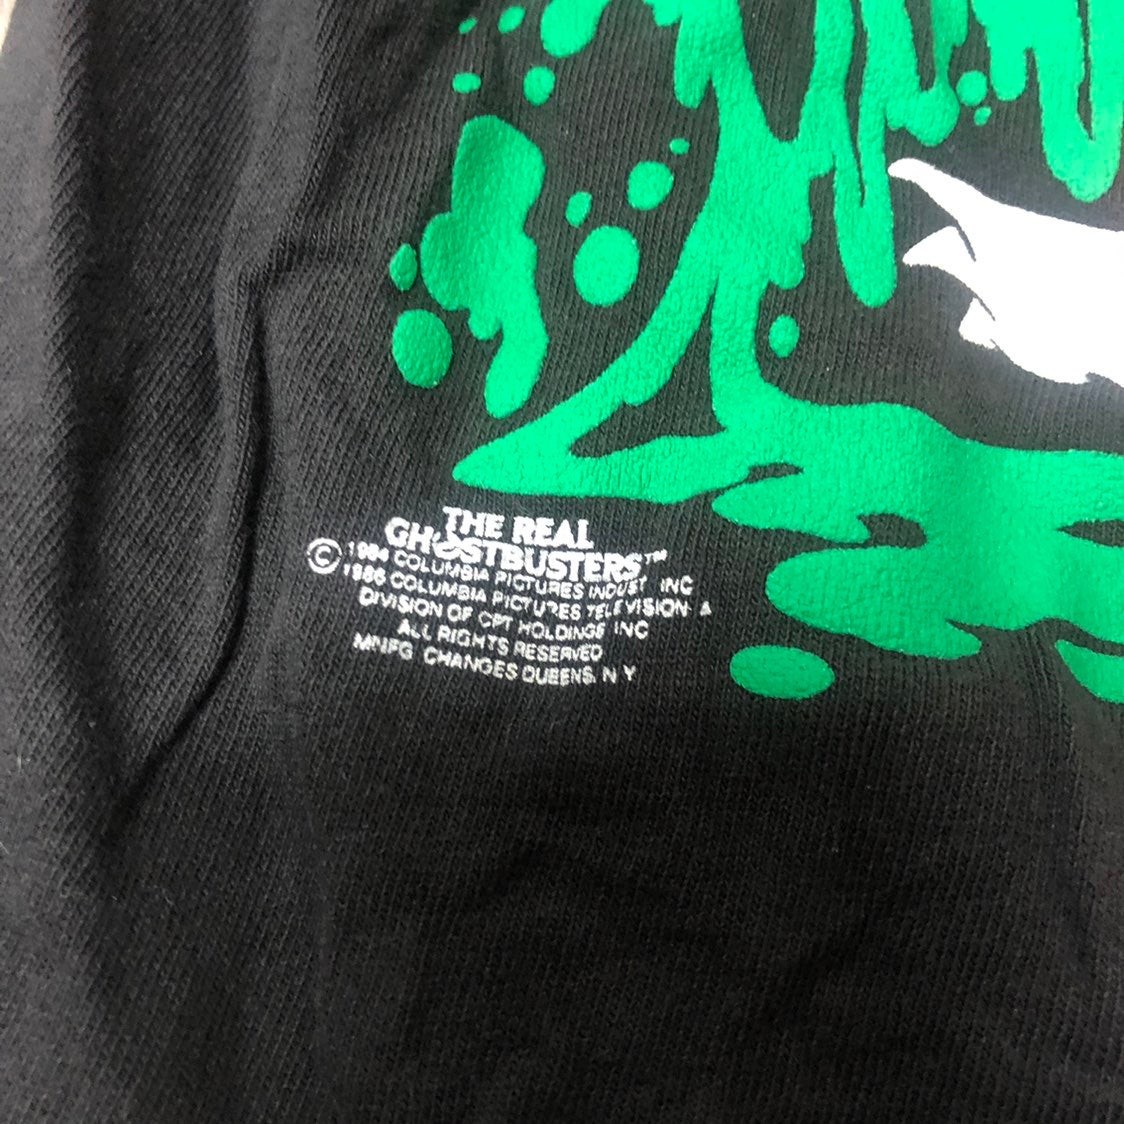 THE REAL
GHOSTBUSTERS™
© 1984 COLUMBIA PICTURES INDUST INC
1986 COLUMBIA PICTURES TELEVISION A
DIVISION OF CPT HOLDINGS INC
ALL RIGHTS RESERVED
MNFG CHANGES QUEENS, N Y